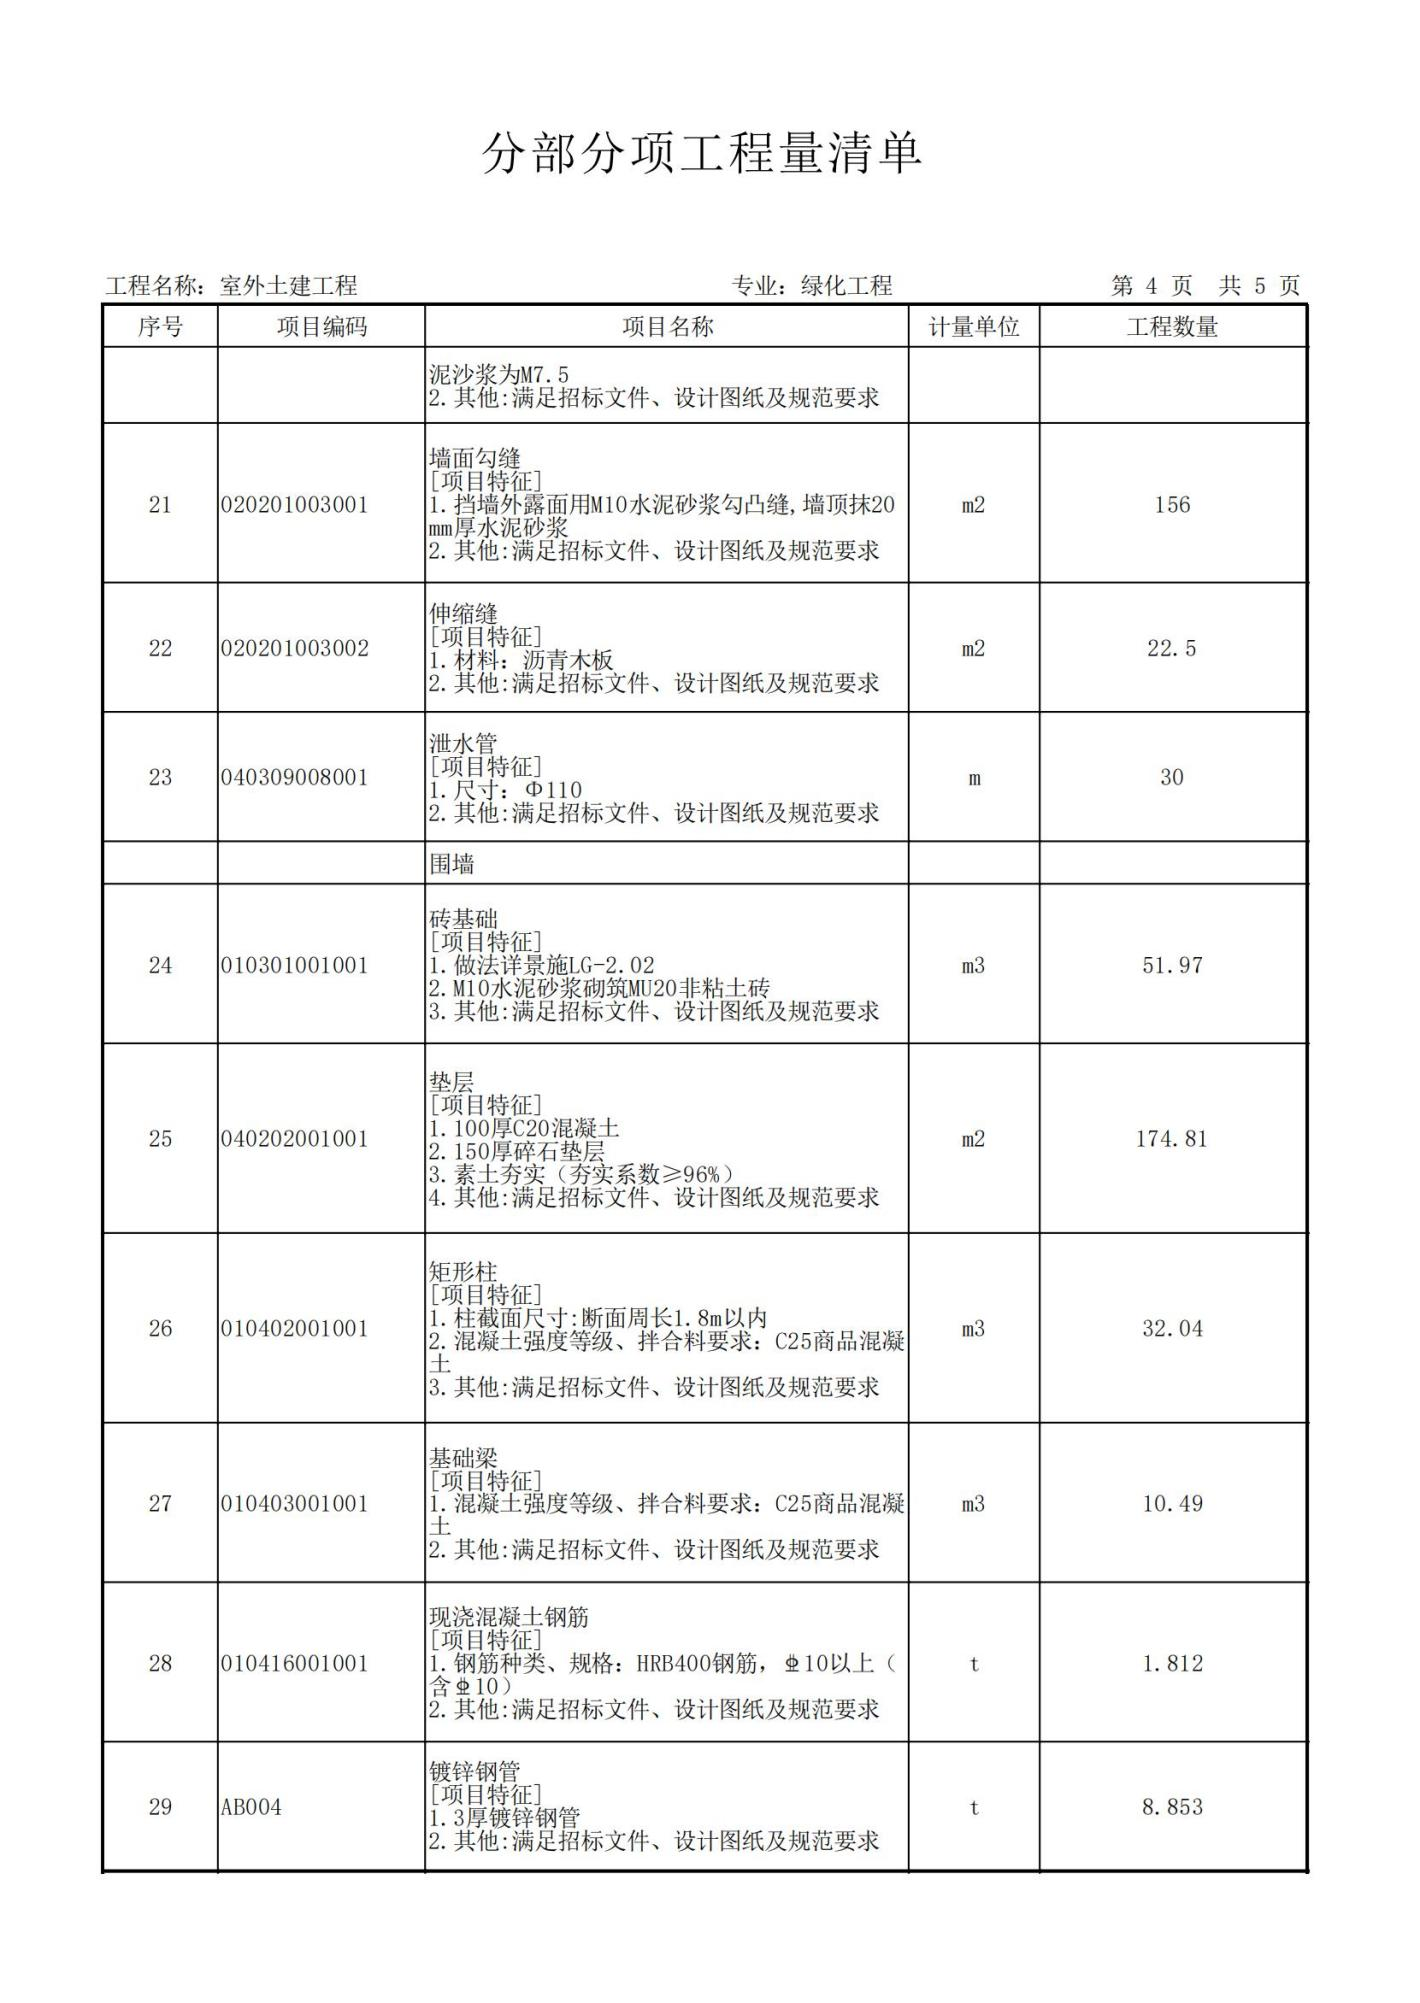 分部分项工程量清单
工程名称：室外土建工程 专业：绿化工程 第 4 页 共 5 页
序号 项目编码 项目名称 计量单位 工程数量
泥沙浆为M7.5
2.其他:满足招标文件、设计图纸及规范要求
墙面勾缝
[项目特征]
21 020201003001 1.挡墙外露面用M10水泥砂浆勾凸缝,墙顶抹20 m2 156
mm厚水泥砂浆
2.其他:满足招标文件、设计图纸及规范要求
伸缩缝
[项目特征]
22 020201003002 1.材料：沥青木板 m2 22.5
2.其他:满足招标文件、设计图纸及规范要求
泄水管
[项目特征]
23 040309008001 1.尺寸：Φ110 m 30
2.其他:满足招标文件、设计图纸及规范要求
围墙
砖基础
[项目特征]
24 010301001001 1.做法详景施LG-2.02 m3 51.97
2.M10水泥砂浆砌筑MU20非粘土砖
3.其他:满足招标文件、设计图纸及规范要求
垫层
[项目特征]
1.100厚C20混凝土
25 040202001001 2.150厚碎石垫层 m2 174.81
3.素土夯实（夯实系数≥96%）
4.其他:满足招标文件、设计图纸及规范要求
矩形柱
[项目特征]
1.柱截面尺寸:断面周长1.8m以内
26 010402001001 2.混凝土强度等级、拌合料要求：C25商品混凝 m3 32.04
土
3.其他:满足招标文件、设计图纸及规范要求
基础梁
[项目特征]
27 010403001001 1.混凝土强度等级、拌合料要求：C25商品混凝 m3 10.49
土
2.其他:满足招标文件、设计图纸及规范要求
现浇混凝土钢筋
[项目特征]
28 010416001001 1.钢筋种类、规格：HRB400钢筋，10以上（ t 1.812
含10）
2.其他:满足招标文件、设计图纸及规范要求
镀锌钢管
[项目特征]
29 AB004 1.3厚镀锌钢管 t 8.853
2.其他:满足招标文件、设计图纸及规范要求